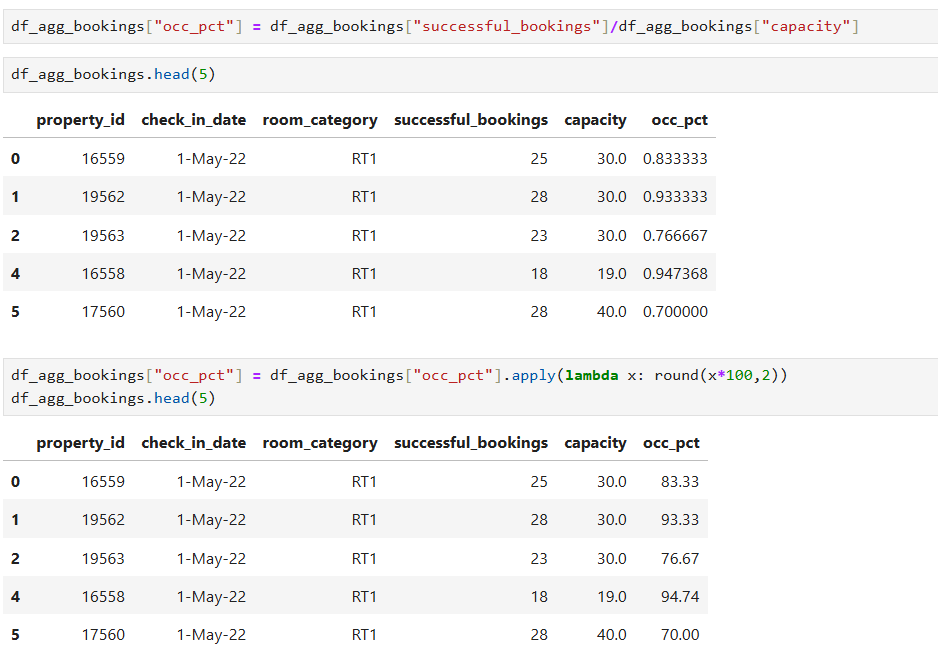 df_agg_bookings["occ_pct"] = df_agg_bookings["successful_bookings"]/df_agg_bookings["capacity"]
df_agg_bookings.head(5)
property_id check_in_date room_category successful_bookings capacity occ_pct
0 16559 1-May-22 RT1 25 30.0 0.833333
1 19562 1-May-22 RT1 28 30.0 0.933333
2 19563 1-May-22 RT1 23 30.0 0.766667
4 16558 1-May-22 RT1 18 19.0 0.947368
5 17560 1-May-22 RT1 28 40.0 0.700000
df_agg_bookings["occ_pct"] = df_agg_bookings["occ_pct"].apply(lambda x: round(x*100,2))
df_agg_bookings.head(5)
property_id check_in_date room_category successful_bookings capacity occ_pct
0 16559 1-May-22 RT1 25 30.0 83.33
1 19562 1-May-22 RT1 28 30.0 93.33
2 19563 1-May-22 RT1 23 30.0 76.67
4 16558 1-May-22 RT1 18 19.0 94.74
5 17560 1-May-22 RT1 28 40.0 70.00